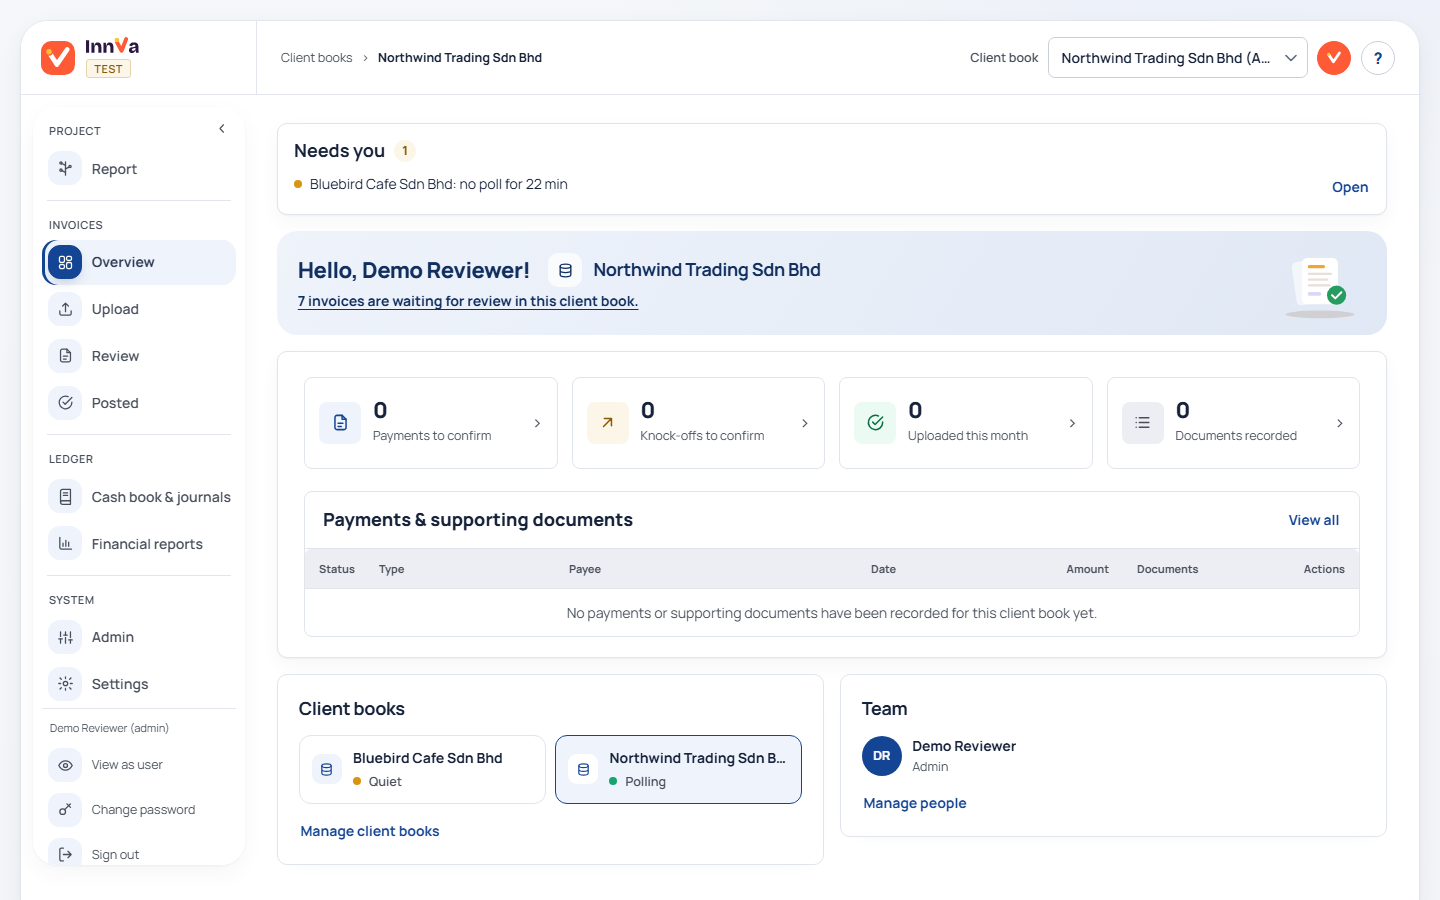 InnVa
TEST
Client books › Northwind Trading Sdn Bhd
Client book
Northwind Trading Sdn Bhd (A...
?
PROJECT
Report
INVOICES
Overview
Upload
Review
Posted
LEDGER
Cash book & journals
Financial reports
SYSTEM
Admin
Settings
Demo Reviewer (admin)
View as user
Change password
Sign out
Needs you 1
Bluebird Cafe Sdn Bhd: no poll for 22 min
Open
Hello, Demo Reviewer! Northwind Trading Sdn Bhd
7 invoices are waiting for review in this client book.
0
Payments to confirm
0
Knock-offs to confirm
0
Uploaded this month
0
Documents recorded
Payments & supporting documents
View all
Status Type Payee Date Amount Documents Actions
No payments or supporting documents have been recorded for this client book yet.
Client books
Bluebird Cafe Sdn Bhd
Quiet
Northwind Trading Sdn B...
Polling
Manage client books
Team
DR
Demo Reviewer
Admin
Manage people